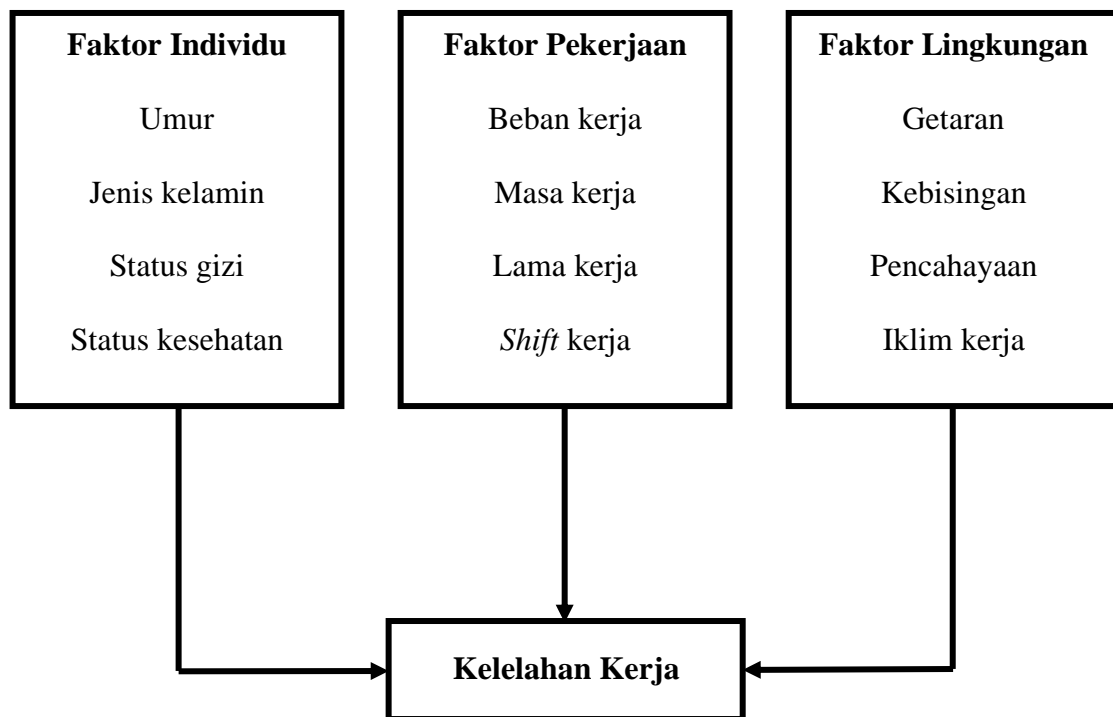 Faktor Individu
Umur
Jenis kelamin
Status gizi
Status kesehatan
Faktor Pekerjaan
Beban kerja
Masa kerja
Lama kerja
Shift kerja
Faktor Lingkungan
Getaran
Kebisingan
Pencahayaan
Iklim kerja
Kelelahan Kerja